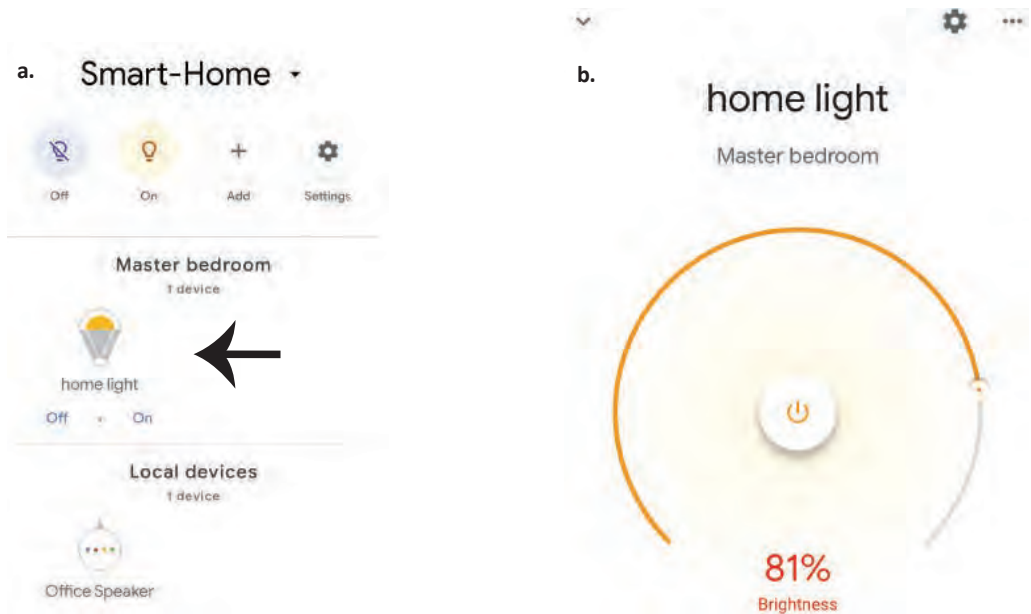 a.
Smart-Home
Off
On
Add
Settings
Master bedroom
1 device
home light
Off • On
Local devices
1 device
Office Speaker
b.
home light
Master bedroom
81%
Brightness